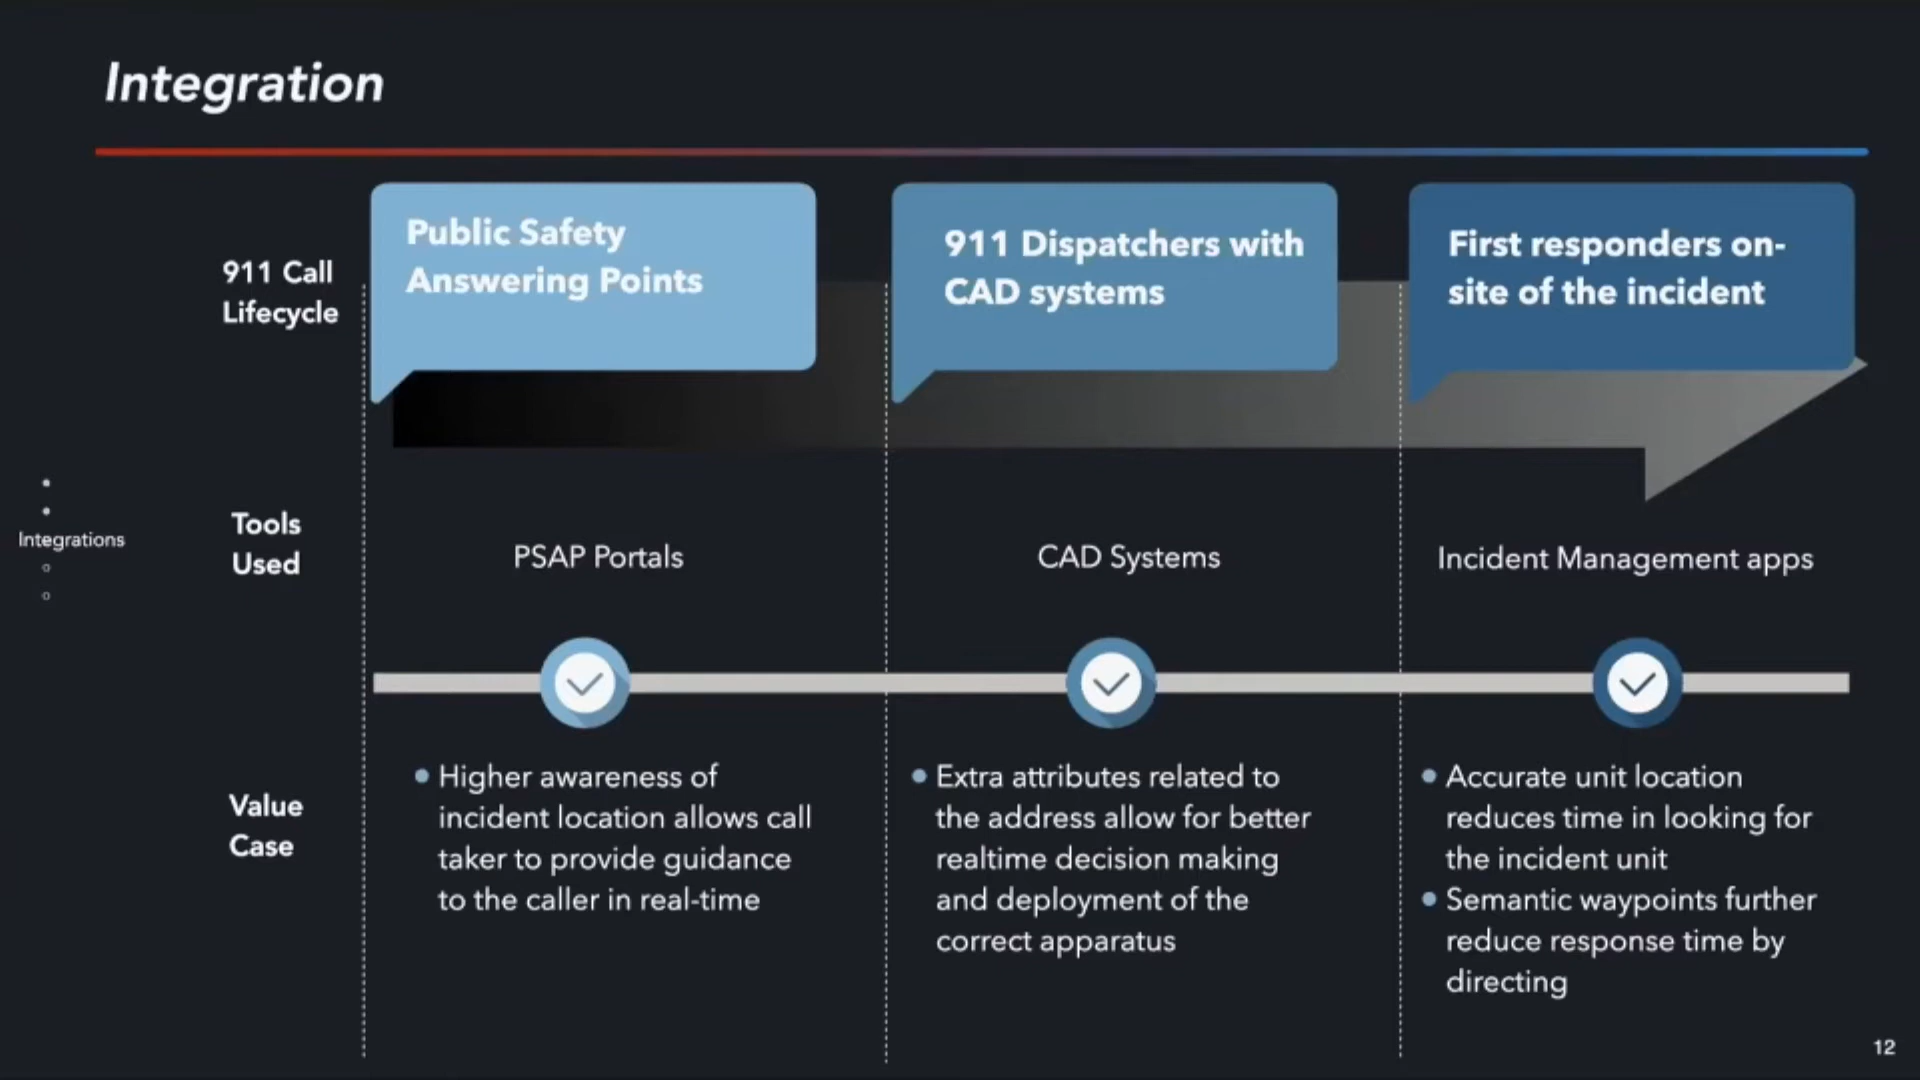 Integration
911 Call
Lifecycle
Public Safety
Answering Points
911 Dispatchers with
CAD systems
First responders on-
site of the incident
Integrations
Tools
Used
PSAP Portals
CAD Systems
Incident Management apps
Value
Case
Higher awareness of
incident location allows call
taker to provide guidance
to the caller in real-time
Extra attributes related to
the address allow for better
realtime decision making
and deployment of the
correct apparatus
Accurate unit location
reduces time in looking for
the incident unit
Semantic waypoints further
reduce response time by
directing
12